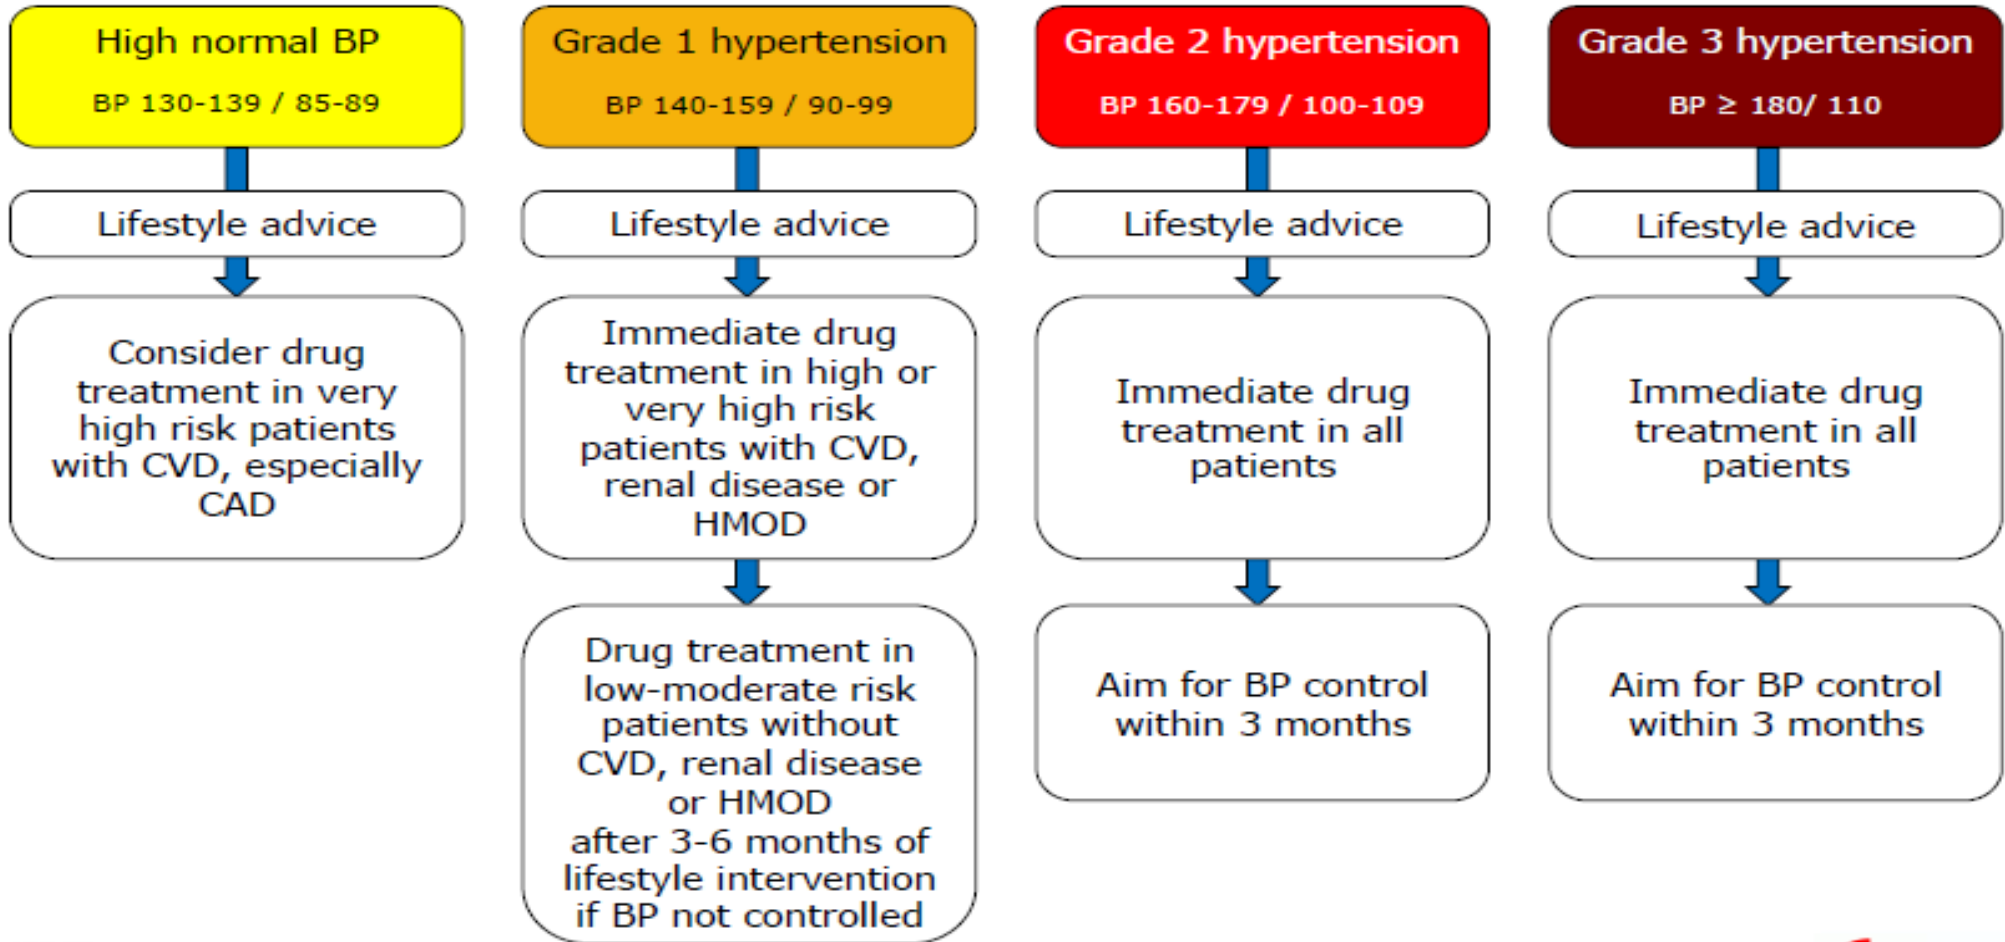 High normal BP
BP 130-139 / 85-89
Lifestyle advice
Consider drug
treatment in very
high risk patients
with CVD, especially
CAD
Grade 1 hypertension
BP 140-159 / 90-99
Lifestyle advice
Immediate drug
treatment in high or
very high risk
patients with CVD,
renal disease or
HMOD
Drug treatment in
low-moderate risk
patients without
CVD, renal disease
or HMOD
after 3-6 months of
lifestyle intervention
if BP not controlled
Grade 2 hypertension
BP 160-179 / 100-109
Lifestyle advice
Immediate drug
treatment in all
patients
Aim for BP control
within 3 months
Grade 3 hypertension
BP ≥ 180/ 110
Lifestyle advice
Immediate drug
treatment in all
patients
Aim for BP control
within 3 months